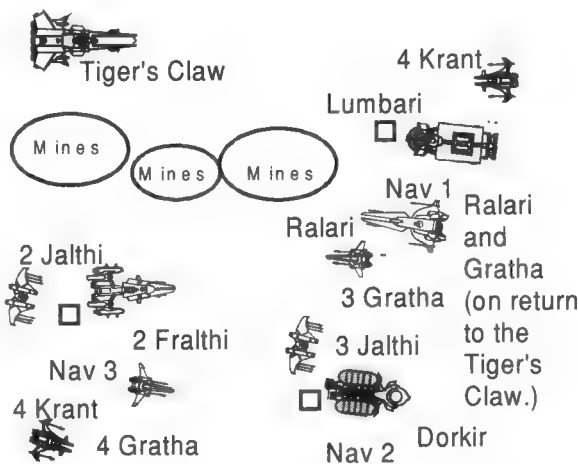 Tiger's Claw
4 Krant
Lumbari
Mines
Mines
Mines
Nav 1
Ralari
Ralari
and
Gratha
(on return
to the
Tiger's
Claw.)
3 Gratha
2 Jalthi
2 Fralthi
3 Jalthi
Nav 3
4 Krant
4 Gratha
Dorkir
Nav 2